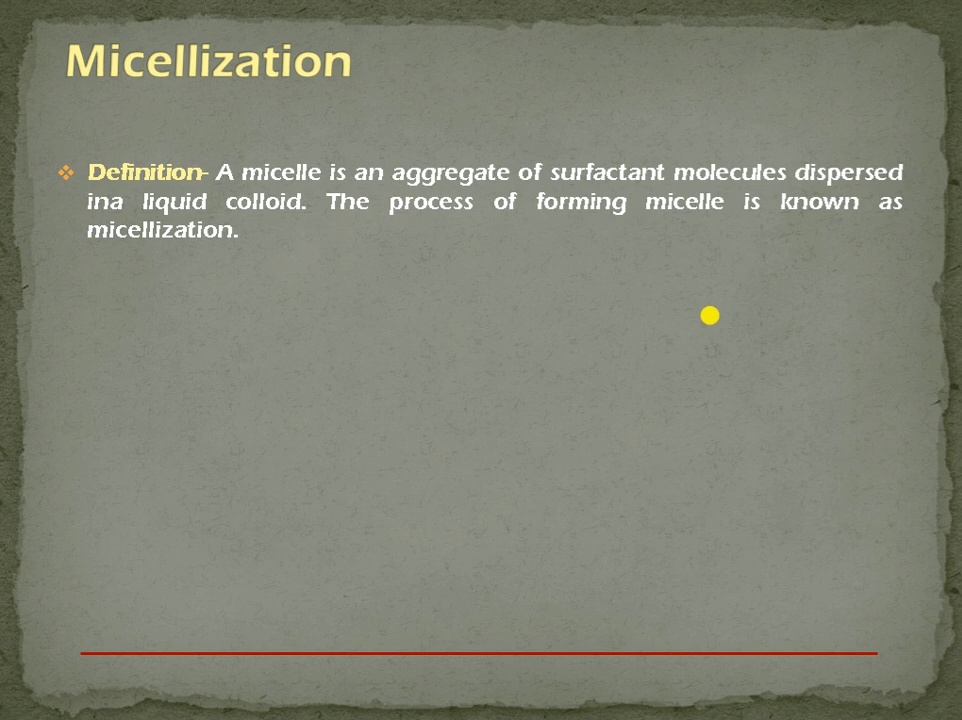 Micellization
Definition- A micelle is an aggregate of surfactant molecules dispersed
ina liquid colloid. The process of forming micelle is known as
micellization.